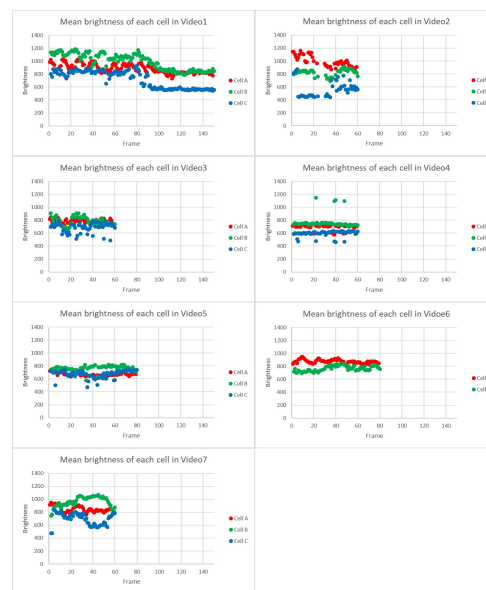 Mean brightness of each cell in Video1
1400
1200
1000
800
600
400
200
0
Brightness
0 20 40 60 80 100 120 140
Frame
Cell A
Cell B
Cell C
Mean brightness of each cell in Video2
1400
1200
1000
800
600
400
200
0
Brightness
0 20 40 60 80 100 120 140
Frame
Cell
Cell
Cell
Mean brightness of each cell in Video3
1400
1200
1000
800
600
400
200
0
Brightness
0 20 40 60 80 100 120 140
Frame
Cell A
Cell B
Cell C
Mean brightness of each cell in Video4
1400
1200
1000
800
600
400
200
0
Brightness
0 20 40 60 80 100 120 140
Frame
Cell
Cell
Cell
Mean brightness of each cell in Video5
1400
1200
1000
800
600
400
200
0
Brightness
0 20 40 60 80 100 120 140
Frame
Cell A
Cell B
Cell C
Mean brightness of each cell in Video6
1400
1200
1000
800
600
400
200
0
Brightness
0 20 40 60 80 100 120 140
Frame
Cell
Cell
Mean brightness of each cell in Video7
1400
1200
1000
800
600
400
200
0
Brightness
0 20 40 60 80 100 120 140
Frame
Cell A
Cell B
Cell C